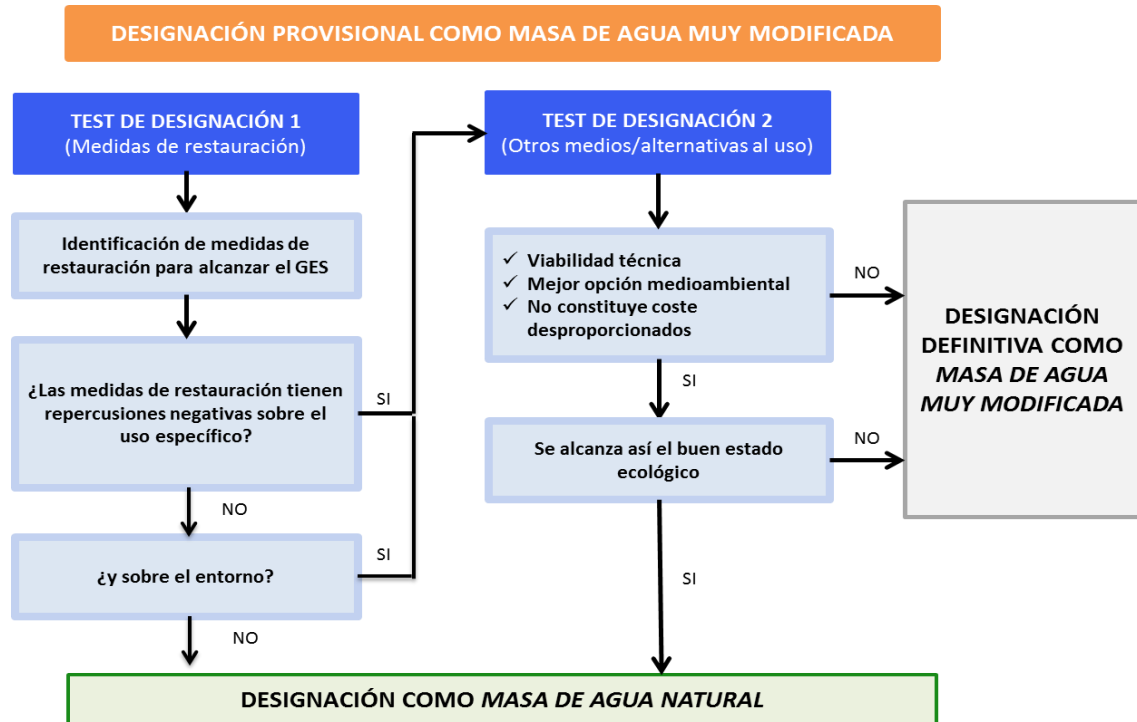 DESIGNACIÓN PROVISIONAL COMO MASA DE AGUA MUY MODIFICADA
TEST DE DESIGNACIÓN 1
(Medidas de restauración)
Identificación de medidas de
restauración para alcanzar el GES
¿Las medidas de restauración tienen
repercusiones negativas sobre el
uso específico?
SI
NO
¿y sobre el entorno?
SI
NO
TEST DE DESIGNACIÓN 2
(Otros medios/alternativas al uso)
✓ Viabilidad técnica
✓ Mejor opción medioambiental
✓ No constituye coste
desproporcionados
NO
SI
Se alcanza así el buen estado
ecológico
NO
SI
DESIGNACIÓN
DEFINITIVA COMO
MASA DE AGUA
MUY MODIFICADA
DESIGNACIÓN COMO MASA DE AGUA NATURAL